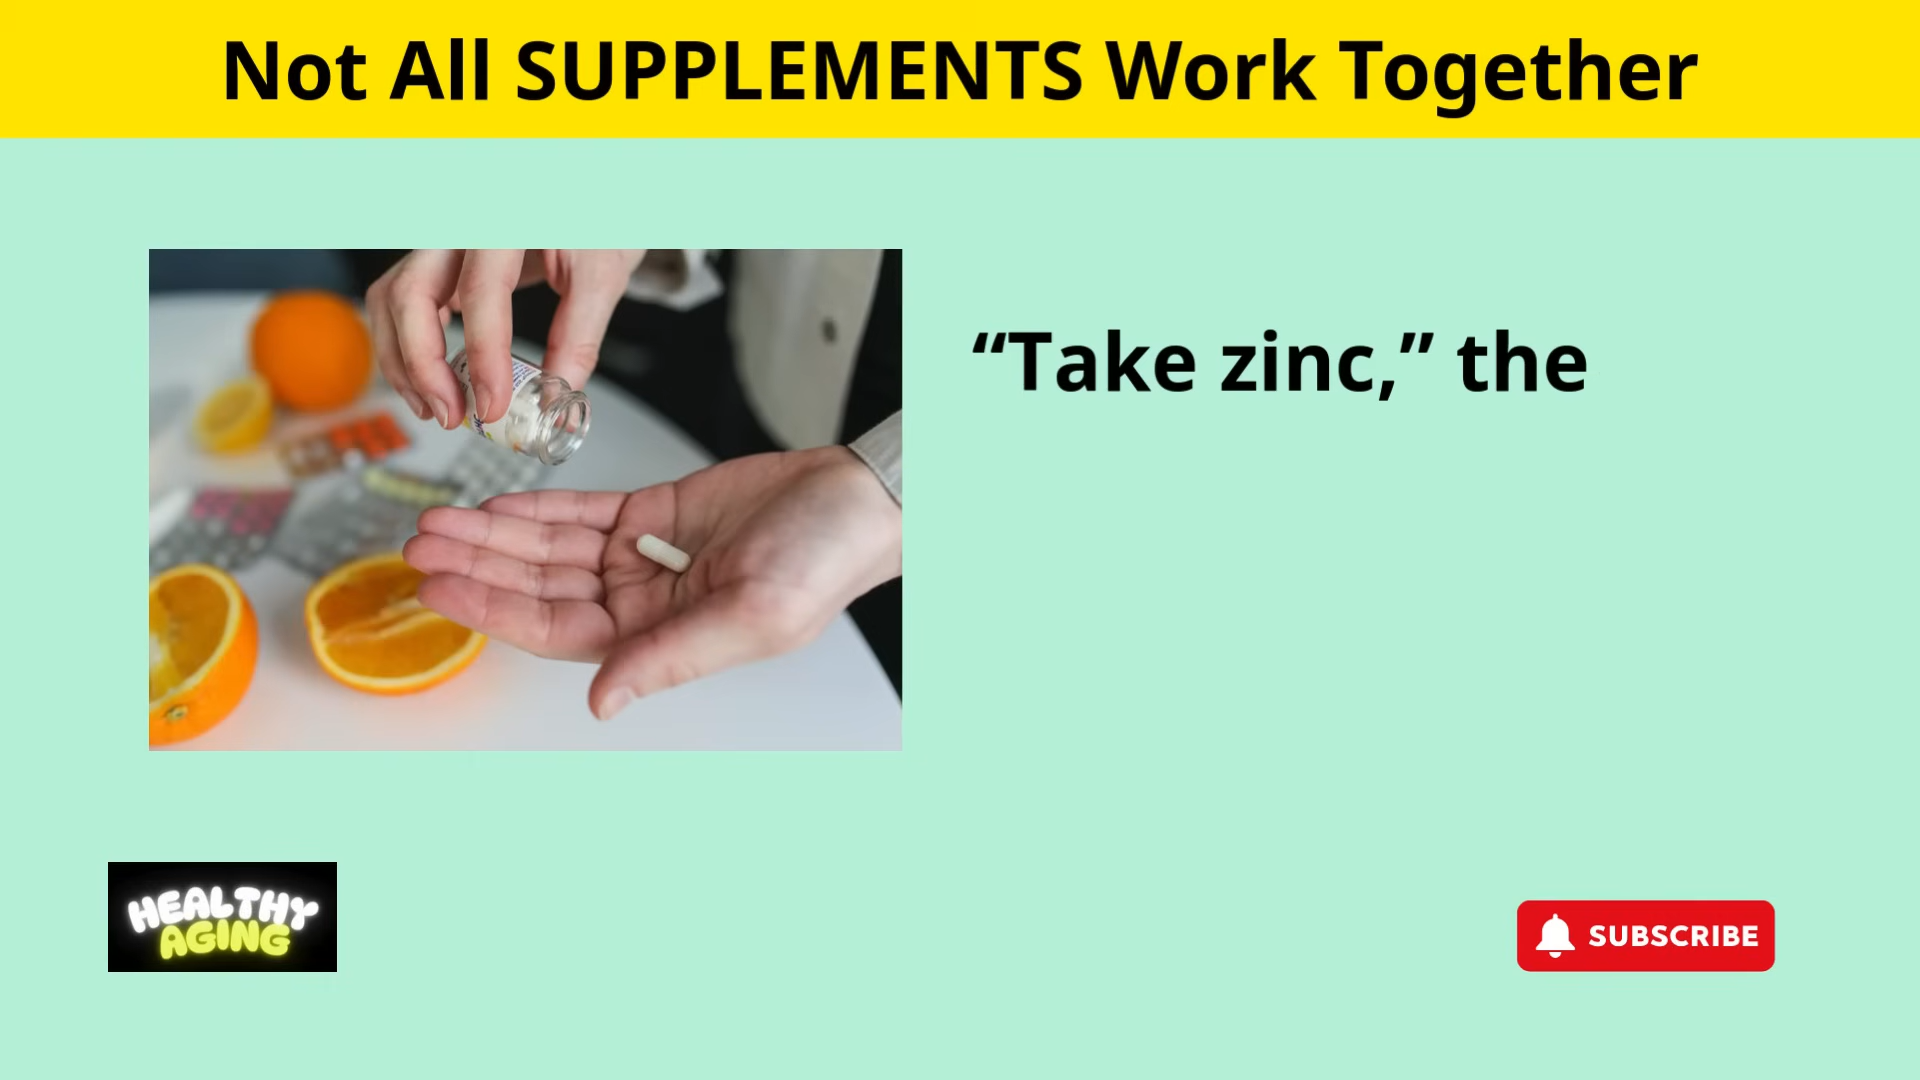 Not All SUPPLEMENTS Work Together
“Take zinc,” the
HEALTHY
AGING
SUBSCRIBE